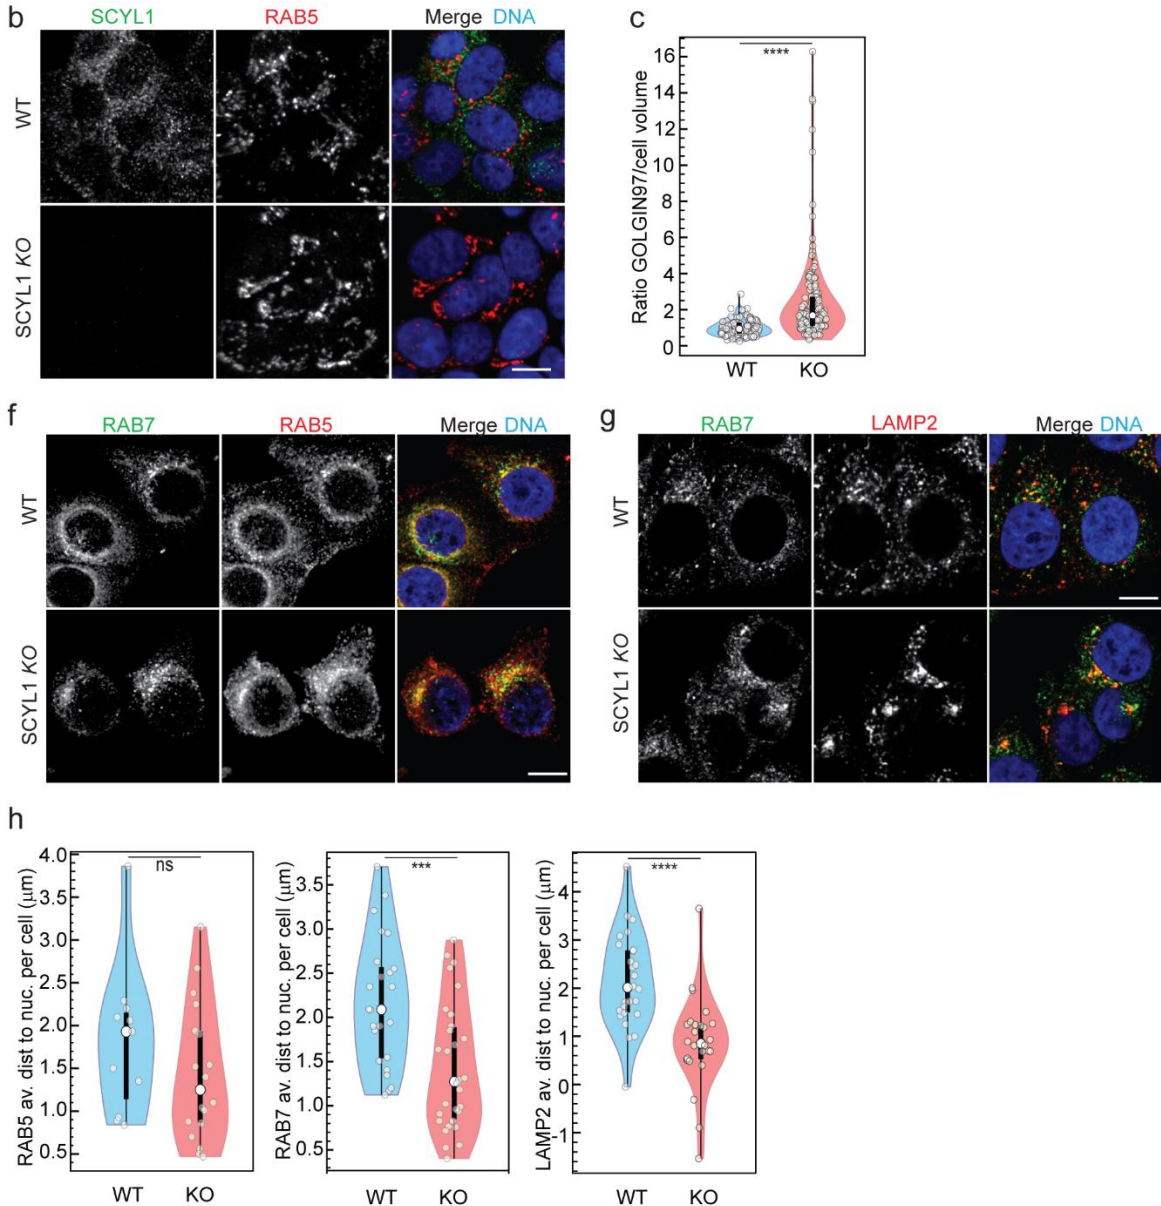 b
SCYL1 RAB5 Merge DNA
WT
SCYL1 KO
c
****
Ratio GOLGIN97/cell volume
16
14
12
10
8
6
4
2
0
WT KO
f
RAB7 RAB5 Merge DNA
WT
SCYL1 KO
g
RAB7 LAMP2 Merge DNA
WT
SCYL1 KO
h
RAB5 av. dist to nuc. per cell (μm)
4.0
3.0
2.0
1.5
1.0
0.5
ns
WT KO
RAB7 av. dist to nuc. per cell (μm)
3.5
3.0
2.5
2.0
1.5
1.0
0.5
***
WT KO
LAMP2 av. dist to nuc. per cell (μm)
4
3
2
1
0
-1
****
WT KO